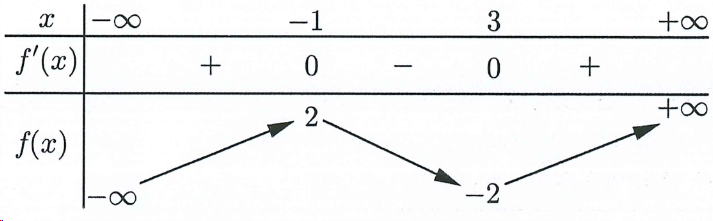 x −∞ −1 3 +∞
f′(x) + 0 − 0 +
f(x) −∞ 2 −2 +∞